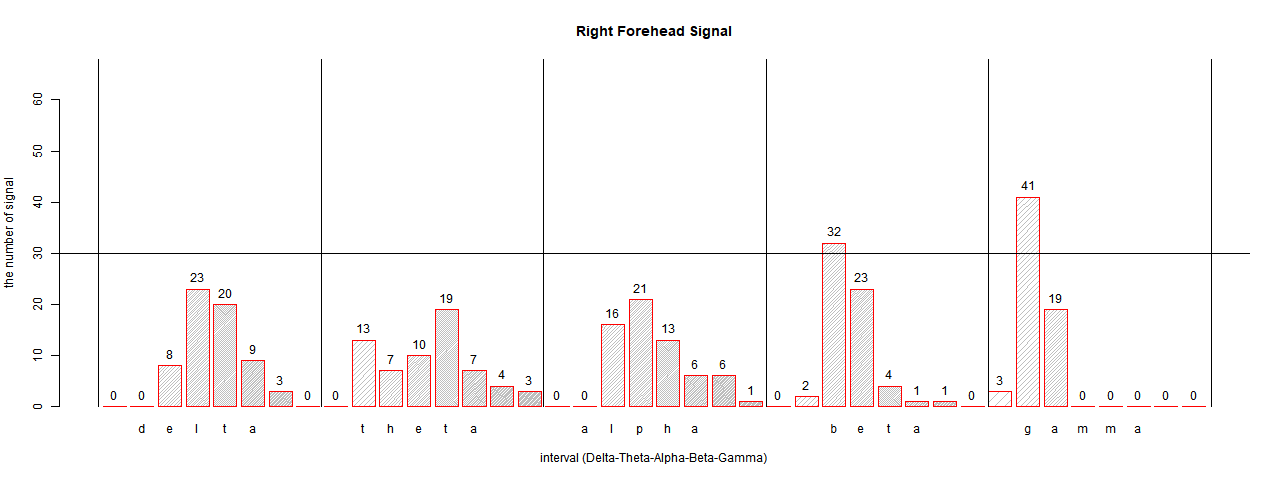 Right Forehead Signal
the number of signal
60
50
40
30
20
10
0
0 0 8 23 20 9 3 0 0 13 7 10 19 7 4 3 0 0 16 21 13 6 6 1 0 2 32 23 4 1 1 0 3 41 19 0 0 0 0 0
d e l t a t h e t a a l p h a b e t a g a m m a
interval (Delta-Theta-Alpha-Beta-Gamma)